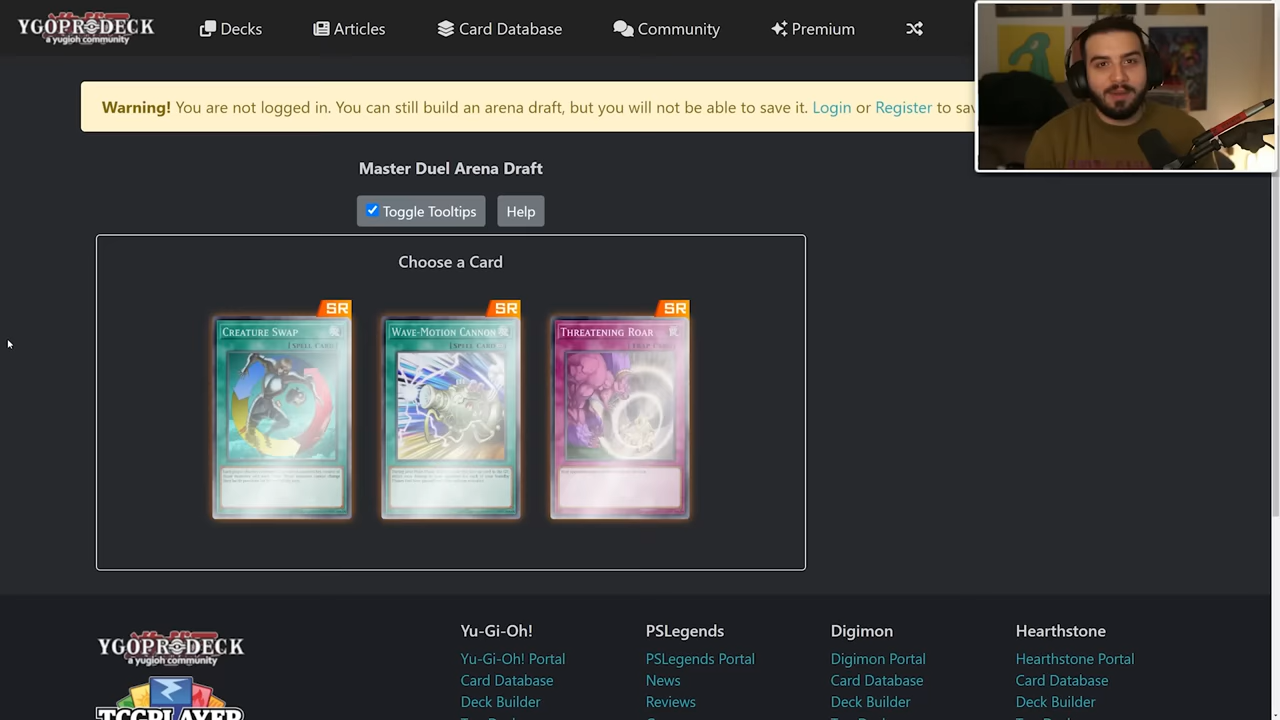 YGOPRODECK
a yugioh community
Decks
Articles
Card Database
Community
Premium
Warning! You are not logged in. You can still build an arena draft, but you will not be able to save it. Login or Register to sav
Master Duel Arena Draft
Toggle Tooltips
Help
Choose a Card
SR
SR
SR
Creature Swap
Wave-Motion Cannon
Threatening Roar
[Spell Card
[Spell Card
[Trap Card
YGOPRODECK
a yugioh community
TCGPLAYER
Yu-Gi-Oh!
Yu-Gi-Oh! Portal
Card Database
Deck Builder
PSLegends
PSLegends Portal
News
Reviews
Digimon
Digimon Portal
Card Database
Deck Builder
Hearthstone
Hearthstone Portal
Card Database
Deck Builder